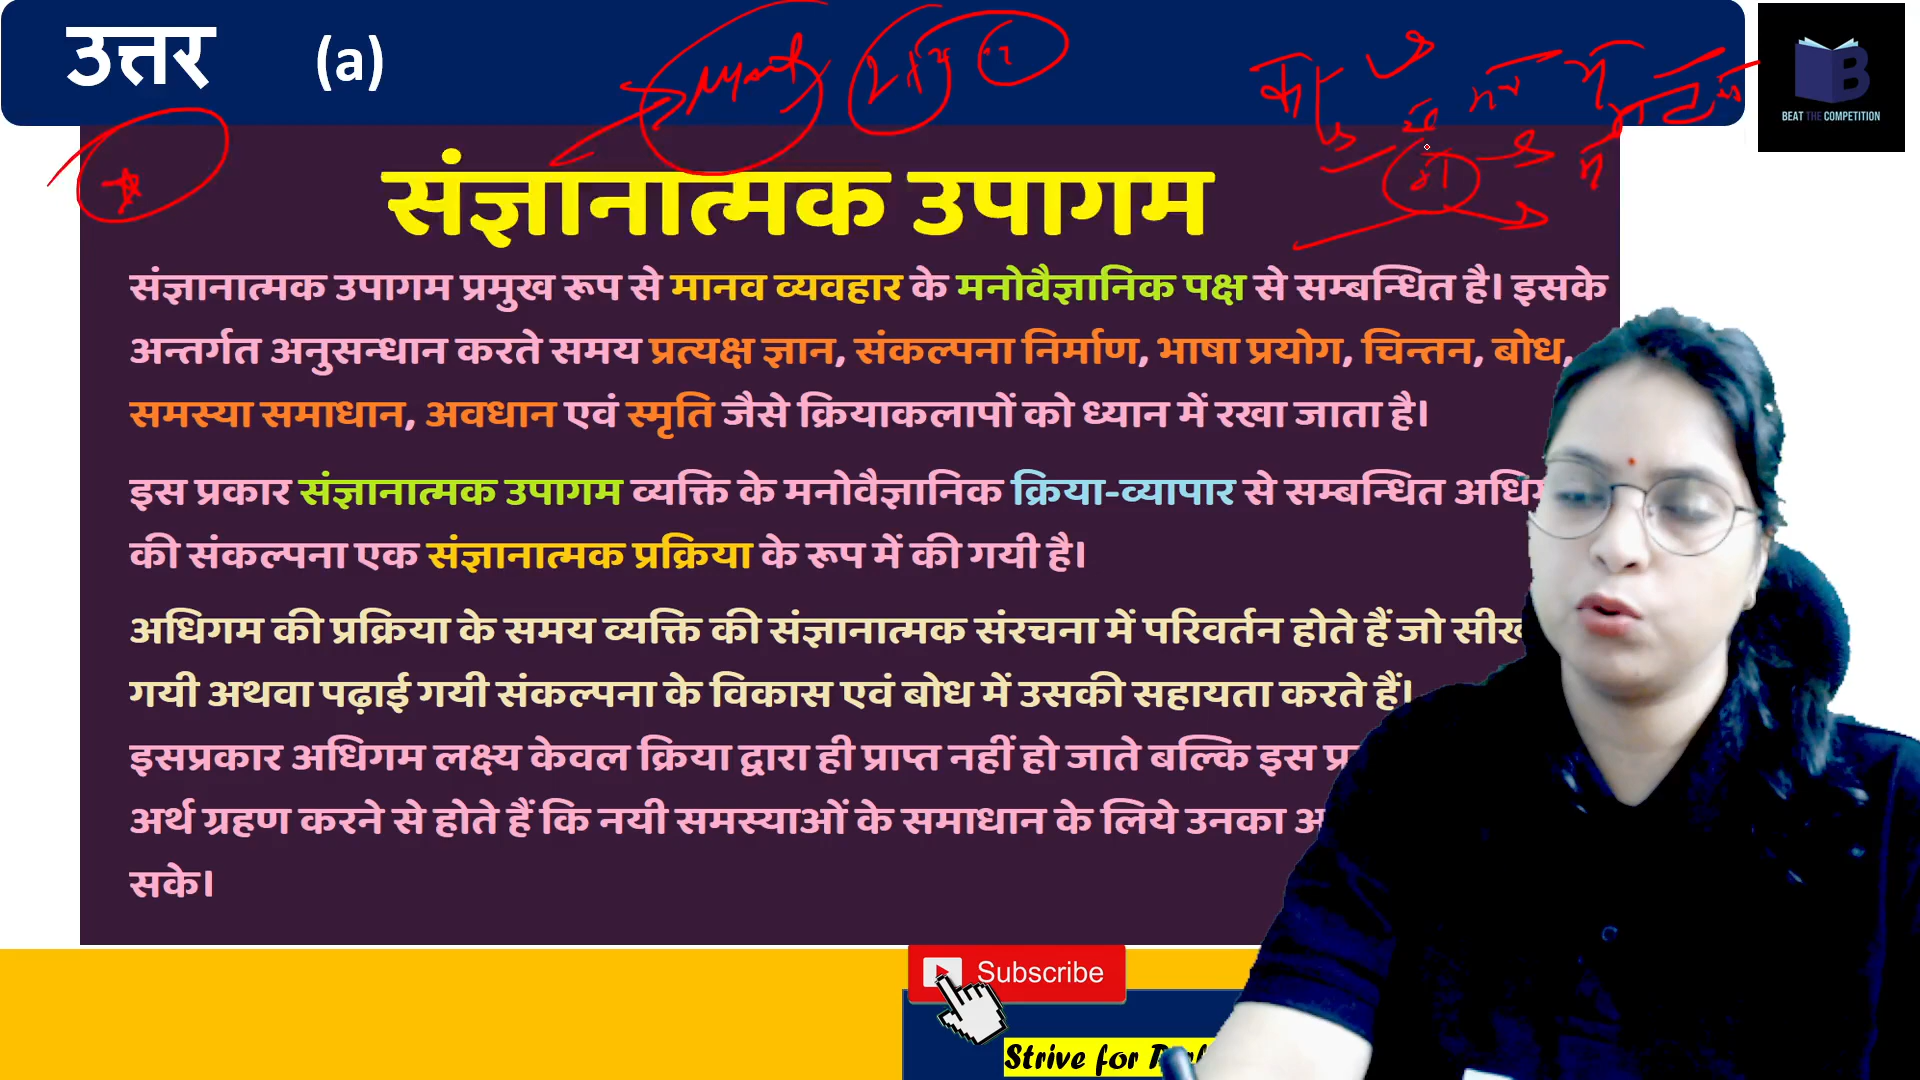 उत्तर (a)
BEAT THE COMPETITION
संज्ञानात्मक उपागम
संज्ञानात्मक उपागम प्रमुख रूप से मानव व्यवहार के मनोवैज्ञानिक पक्ष से सम्बन्धित है। इसके
अन्तर्गत अनुसन्धान करते समय प्रत्यक्ष ज्ञान, संकल्पना निर्माण, भाषा प्रयोग, चिन्तन, बोध,
समस्या समाधान, अवधान एवं स्मृति जैसे क्रियाकलापों को ध्यान में रखा जाता है।
इस प्रकार संज्ञानात्मक उपागम व्यक्ति के मनोवैज्ञानिक क्रिया-व्यापार से सम्बन्धित
की संकल्पना एक संज्ञानात्मक प्रक्रिया के रूप में की गयी है।
अधिगम की प्रक्रिया के समय व्यक्ति की संज्ञानात्मक संरचना में परिवर्तन होते हैं जो
गयी अथवा पढ़ाई गयी संकल्पना के विकास एवं बोध में उसकी सहायता करते हैं।
इसप्रकार अधिगम लक्ष्य केवल क्रिया द्वारा ही प्राप्त नहीं हो जाते बल्कि इस
अर्थ ग्रहण करने से होते हैं कि नयी समस्याओं के समाधान के लिये उनका
सके।
Subscribe
Strive for